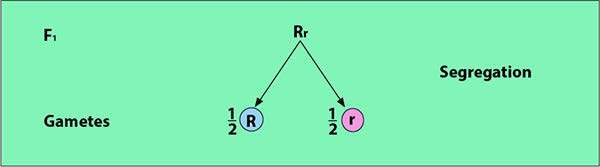 F₁
Rr
Segregation
Gametes
1/2 R
1/2 r